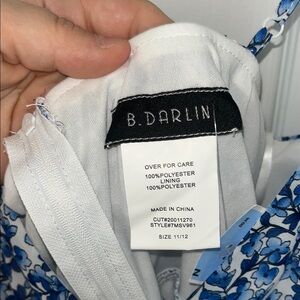 B. DARLIN
OVER FOR CARE
100%POLYESTER
LINING
100%POLYESTER
MADE IN CHINA
CUT#20011270
STYLE#7MSV961
SIZE 11/12